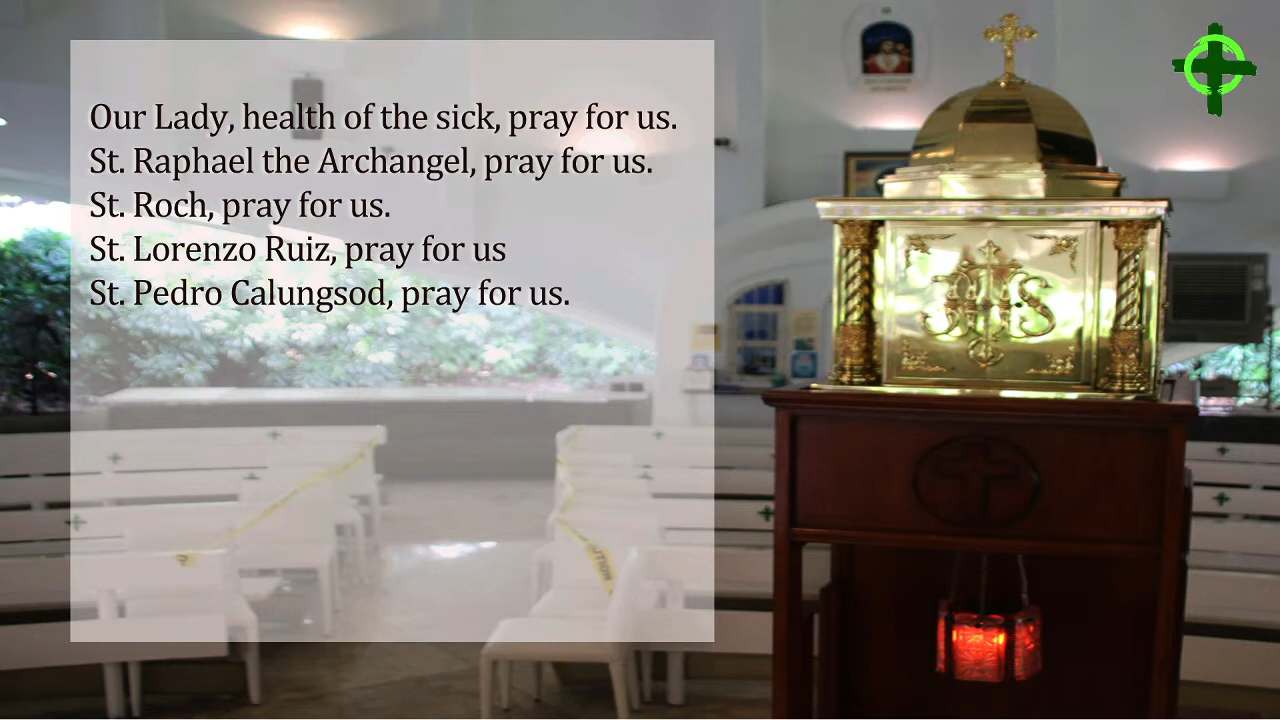 Our Lady, health of the sick, pray for us.
St. Raphael the Archangel, pray for us.
St. Roch, pray for us.
St. Lorenzo Ruiz, pray for us
St. Pedro Calungsod, pray for us.
IHS